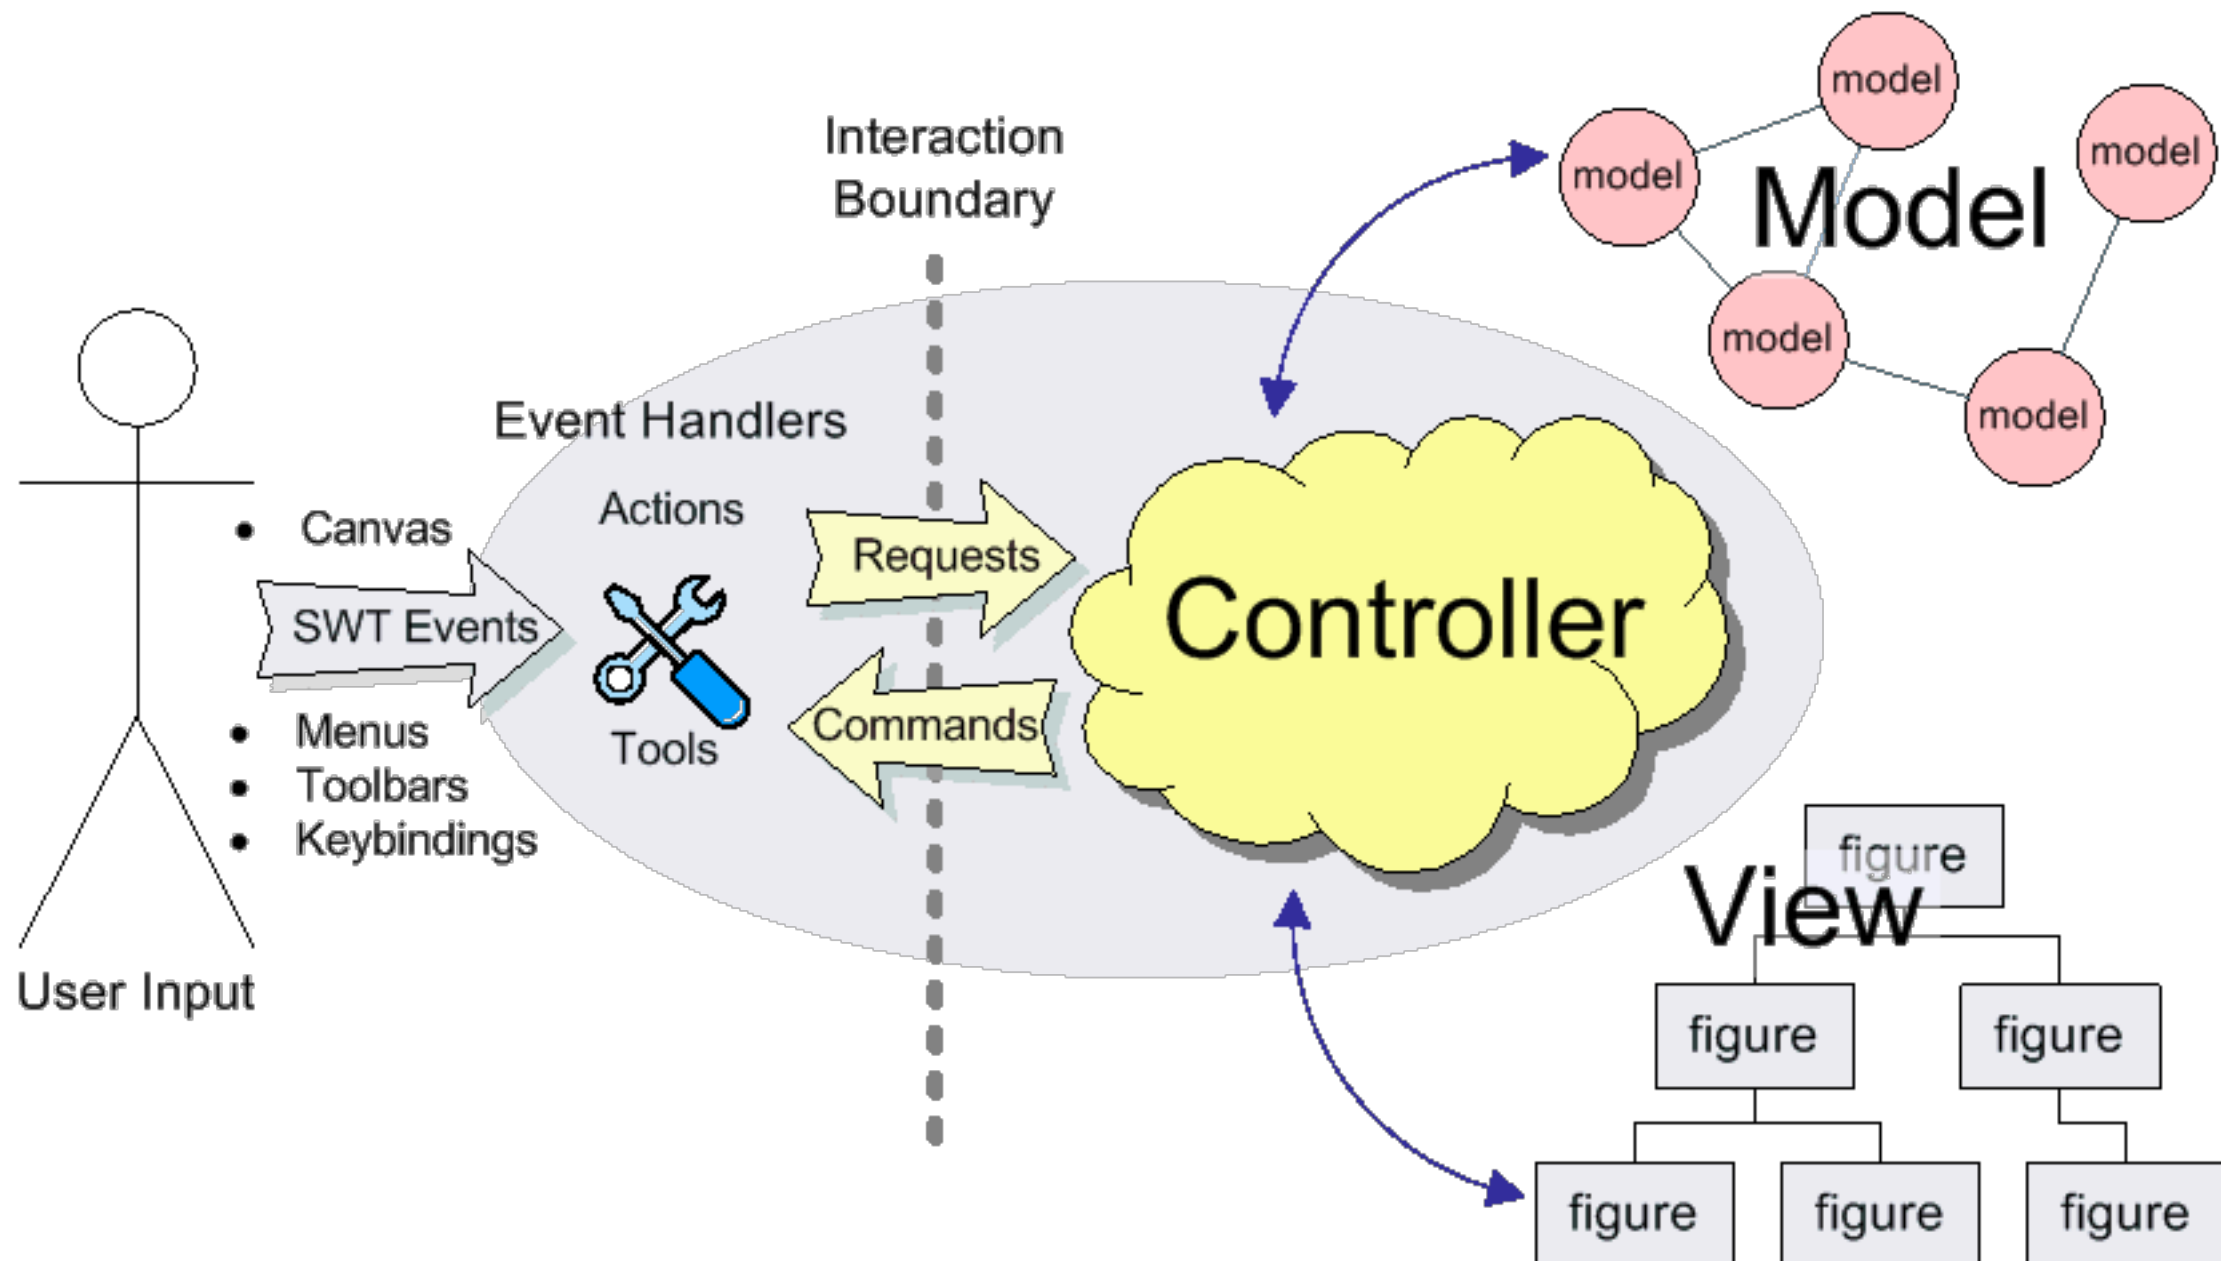 Interaction
Boundary
model
model
model
Model
model
model
Event Handlers
Actions
Canvas
Requests
SWT Events
Controller
Commands
Tools
Menus
Toolbars
Keybindings
User Input
figure
View
figure
figure
figure
figure
figure